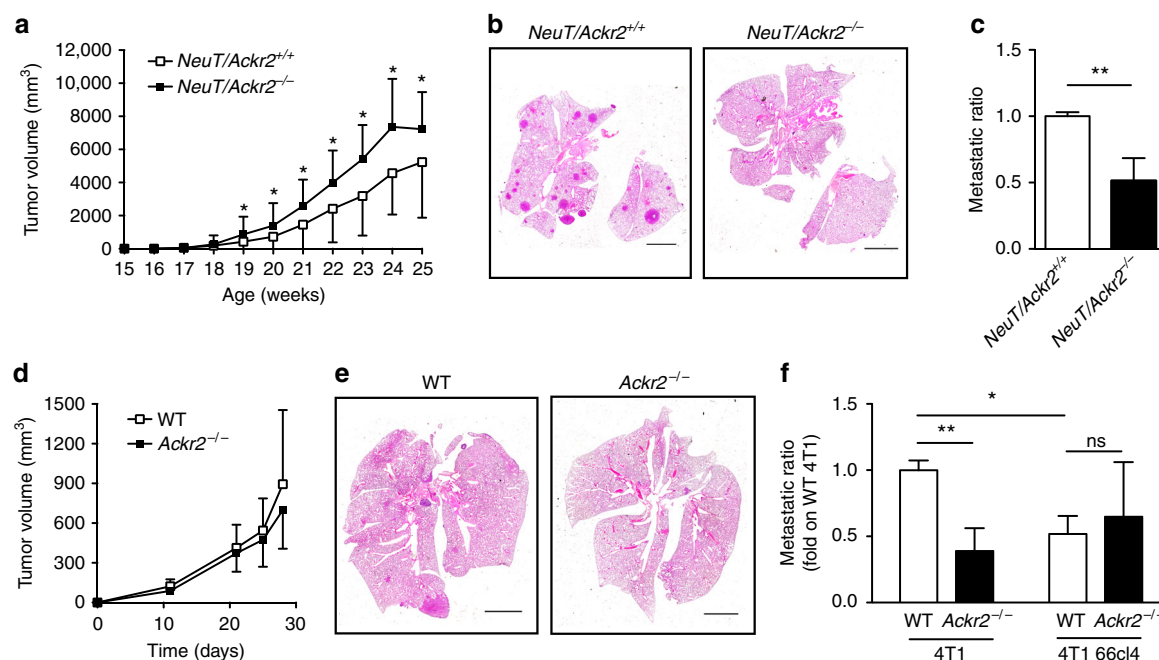 a
Tumor volume (mm³)
12,000
10,000
8000
6000
4000
2000
0
NeuT/Ackr2+/+
NeuT/Ackr2−/−
* * * * * * *
15 16 17 18 19 20 21 22 23 24 25
Age (weeks)
b
NeuT/Ackr2+/+
NeuT/Ackr2−/−
c
Metastatic ratio
1.5
1.0
0.5
0.0
**
NeuT/Ackr2+/+
NeuT/Ackr2−/−
d
Tumor volume (mm³)
1500
1200
900
600
300
0
WT
Ackr2−/−
0 10 20 30
Time (days)
e
WT
Ackr2−/−
f
Metastatic ratio
(fold on WT 4T1)
1.5
1.0
0.5
0.0
*
**
ns
WT Ackr2−/− WT Ackr2−/−
4T1 4T1 66cl4